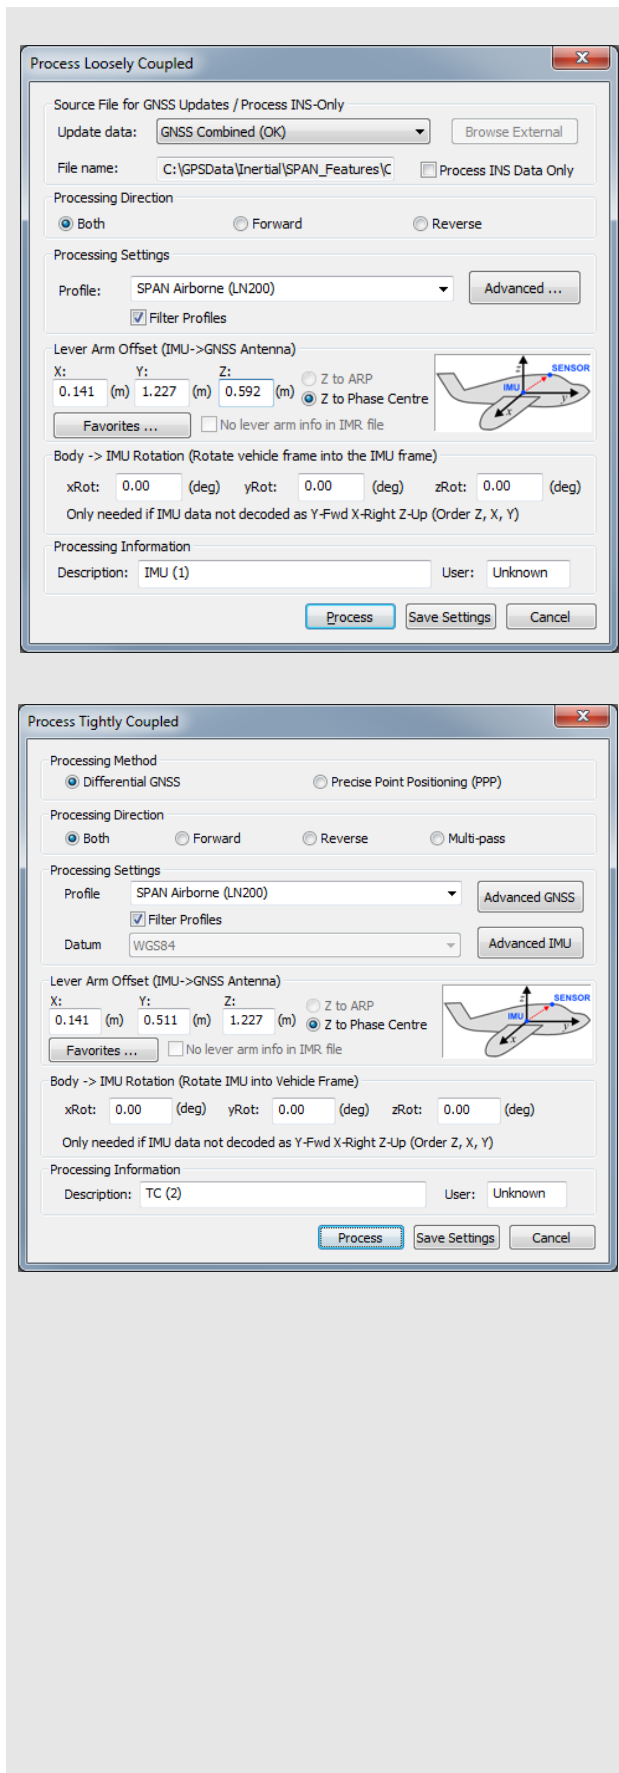 Process Loosely Coupled
Source File for GNSS Updates / Process INS-Only
Update data: GNSS Combined (OK) Browse External
File name: C:\GPSData\Inertial\SPAN_Features\C Process INS Data Only
Processing Direction
Both Forward Reverse
Processing Settings
Profile: SPAN Airborne (LN200) Advanced ...
Filter Profiles
Lever Arm Offset (IMU->GNSS Antenna)
X: Y: Z:
0.141 (m) 1.227 (m) 0.592 (m) Z to ARP
Z to Phase Centre
Favorites ... No lever arm info in IMR file
z SENSOR
IMU
y
x
Body -> IMU Rotation (Rotate vehicle frame into the IMU frame)
xRot: 0.00 (deg) yRot: 0.00 (deg) zRot: 0.00 (deg)
Only needed if IMU data not decoded as Y-Fwd X-Right Z-Up (Order Z, X, Y)
Processing Information
Description: IMU (1) User: Unknown
Process Save Settings Cancel
Process Tightly Coupled
Processing Method
Differential GNSS Precise Point Positioning (PPP)
Processing Direction
Both Forward Reverse Multi-pass
Processing Settings
Profile SPAN Airborne (LN200) Advanced GNSS
Filter Profiles
Datum WGS84 Advanced IMU
Lever Arm Offset (IMU->GNSS Antenna)
X: Y: Z:
0.141 (m) 0.511 (m) 1.227 (m) Z to ARP
Z to Phase Centre
Favorites ... No lever arm info in IMR file
z SENSOR
IMU
y
x
Body -> IMU Rotation (Rotate IMU into Vehicle Frame)
xRot: 0.00 (deg) yRot: 0.00 (deg) zRot: 0.00 (deg)
Only needed if IMU data not decoded as Y-Fwd X-Right Z-Up (Order Z, X, Y)
Processing Information
Description: TC (2) User: Unknown
Process Save Settings Cancel